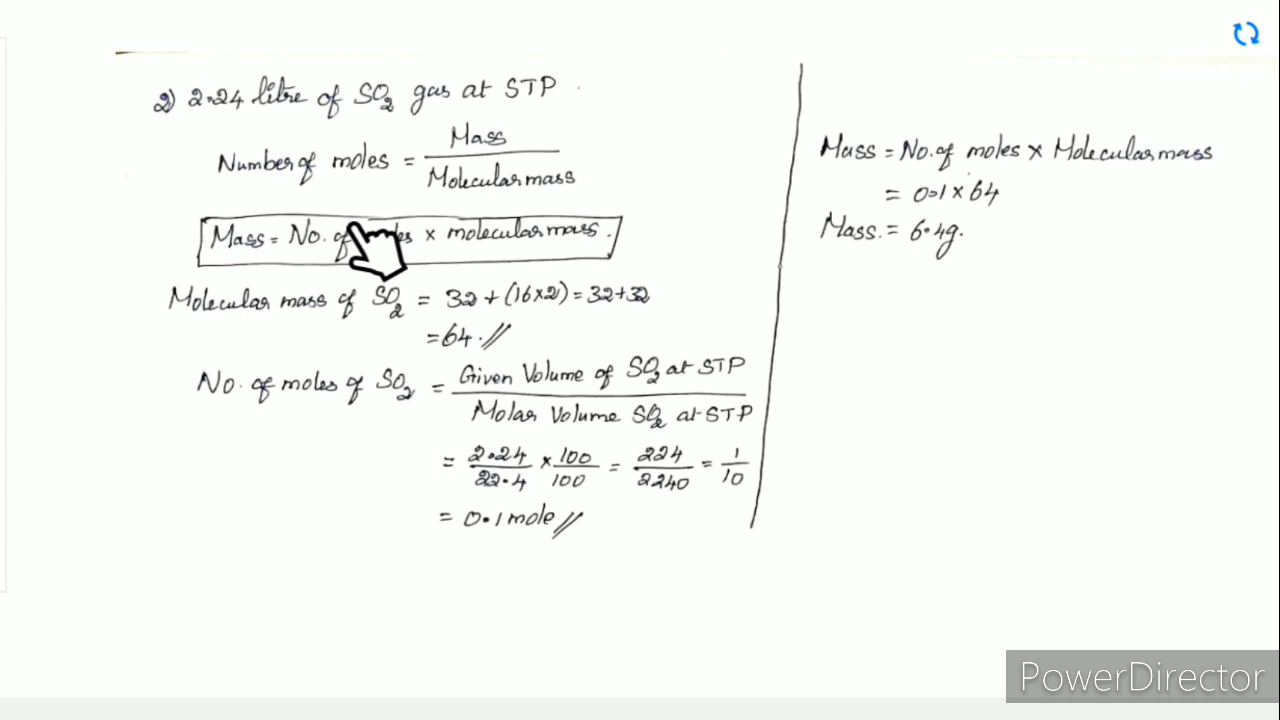 2) 2.24 litre of SO₂ gas at STP
Number of moles = Mass / Molecular mass
Mass = No. of moles × molecular mass.
Molecular mass of SO₂ = 32 + (16×2) = 32+32
= 64.//
No. of moles of SO₂ = Given Volume of SO₂ at STP / Molar Volume SO₂ at STP
= 2.24/22.4 × 100/100 = 224/2240 = 1/10
= 0.1 mole//
Mass = No. of moles × Molecular mass
= 0.1 × 64
Mass. = 6.4g.
PowerDirector